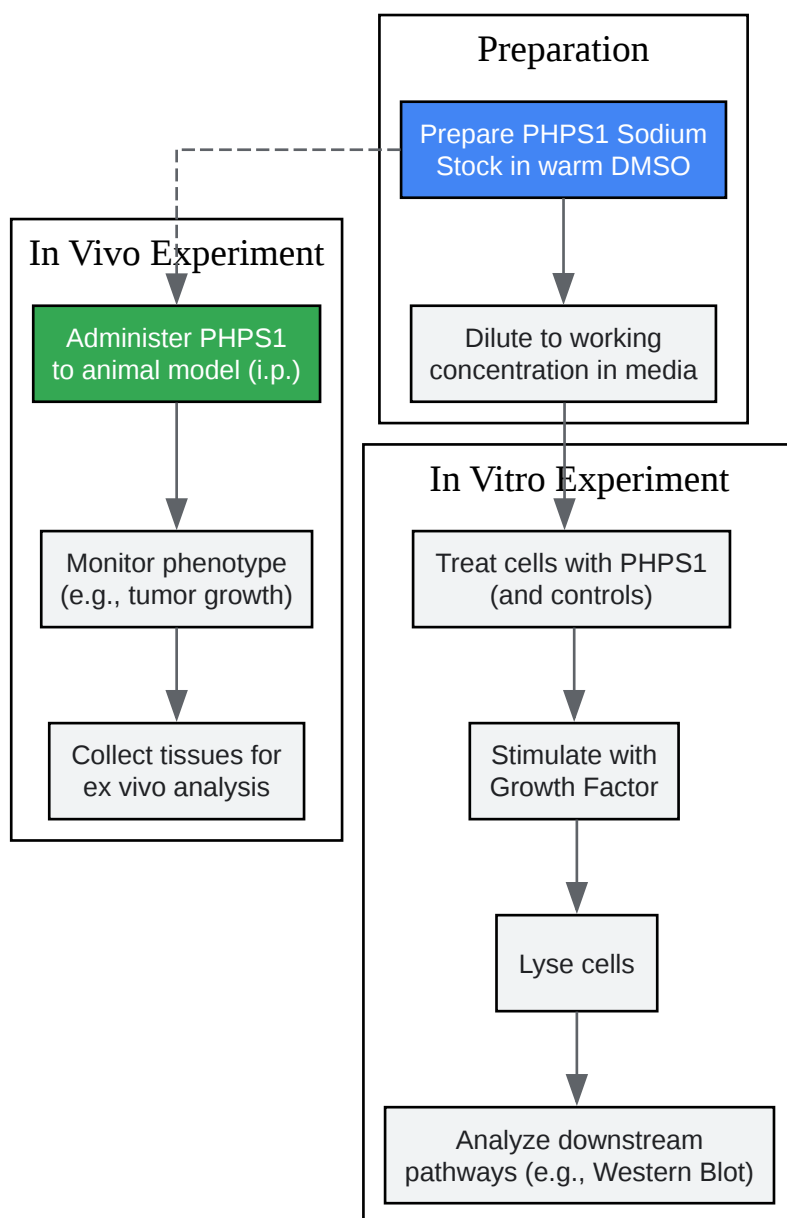 Preparation
Prepare PHPS1 Sodium
Stock in warm DMSO
Dilute to working
concentration in media
In Vivo Experiment
Administer PHPS1
to animal model (i.p.)
Monitor phenotype
(e.g., tumor growth)
Collect tissues for
ex vivo analysis
In Vitro Experiment
Treat cells with PHPS1
(and controls)
Stimulate with
Growth Factor
Lyse cells
Analyze downstream
pathways (e.g., Western Blot)